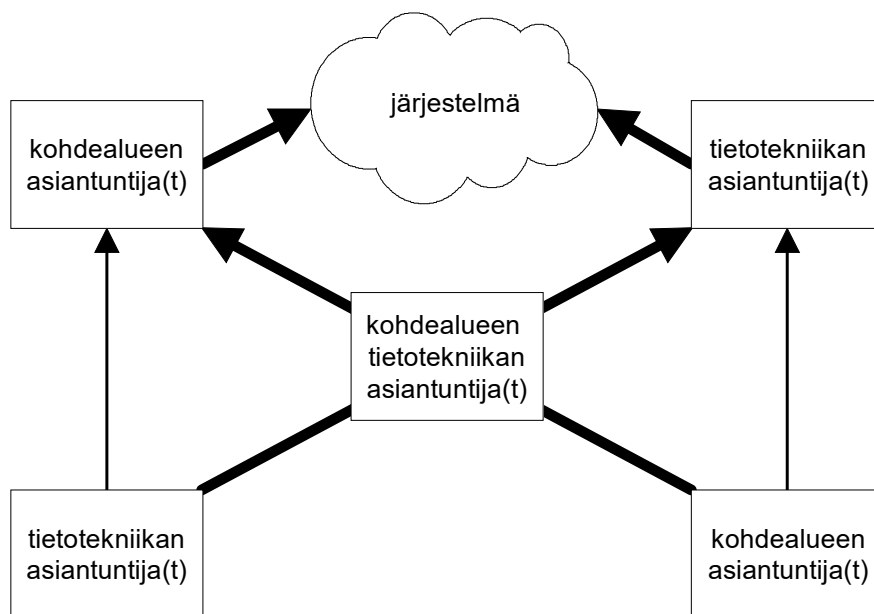 järjestelmä
kohdealueen
asiantuntija(t)
tietotekniikan
asiantuntija(t)
kohdealueen
tietotekniikan
asiantuntija(t)
tietotekniikan
asiantuntija(t)
kohdealueen
asiantuntija(t)